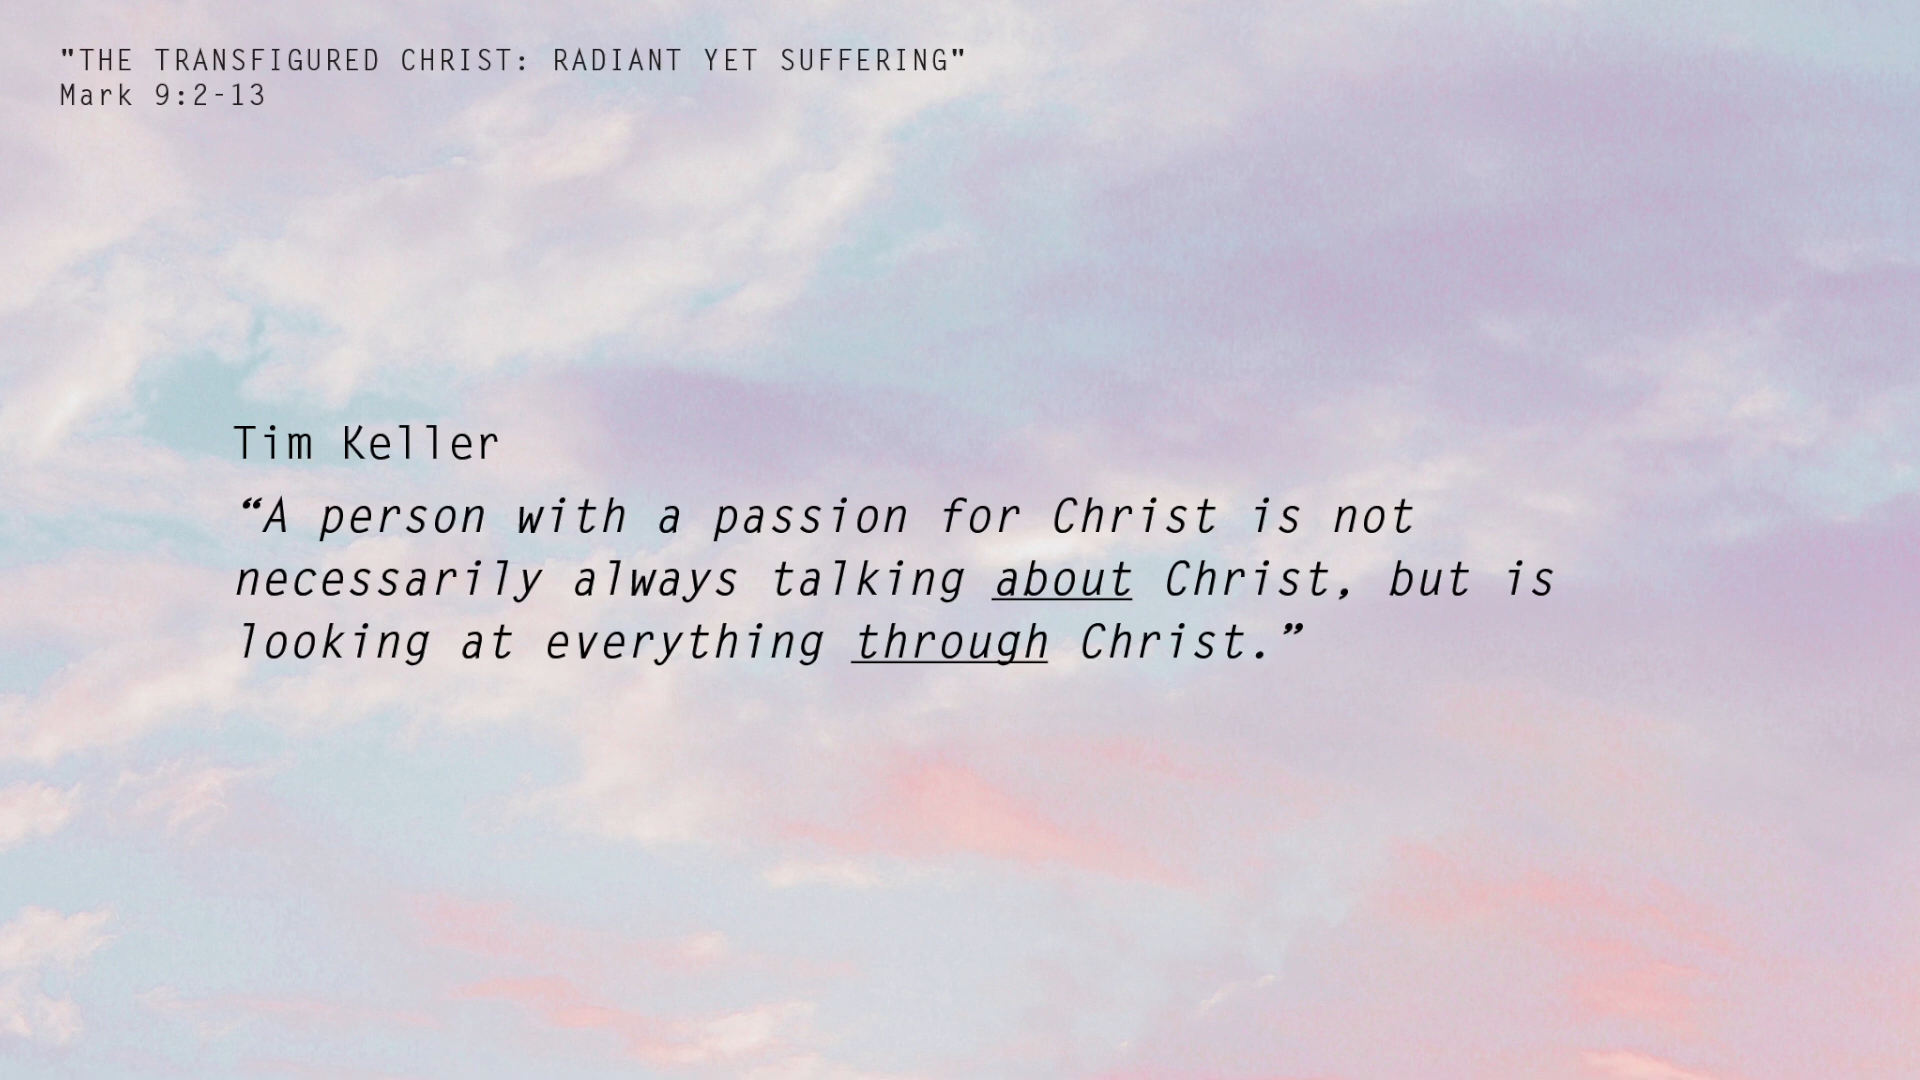 "THE TRANSFIGURED CHRIST: RADIANT YET SUFFERING"
Mark 9:2-13
Tim Keller
“A person with a passion for Christ is not
necessarily always talking about Christ, but is
looking at everything through Christ.”